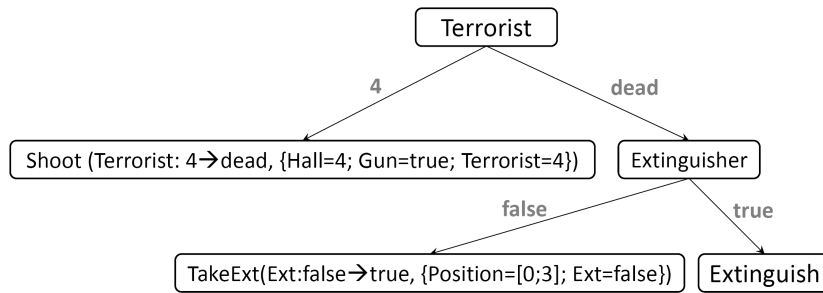 Terrorist
4
dead
Shoot (Terrorist: 4→dead, {Hall=4; Gun=true; Terrorist=4})
Extinguisher
false
true
TakeExt(Ext:false→true, {Position=[0;3]; Ext=false})
Extinguish